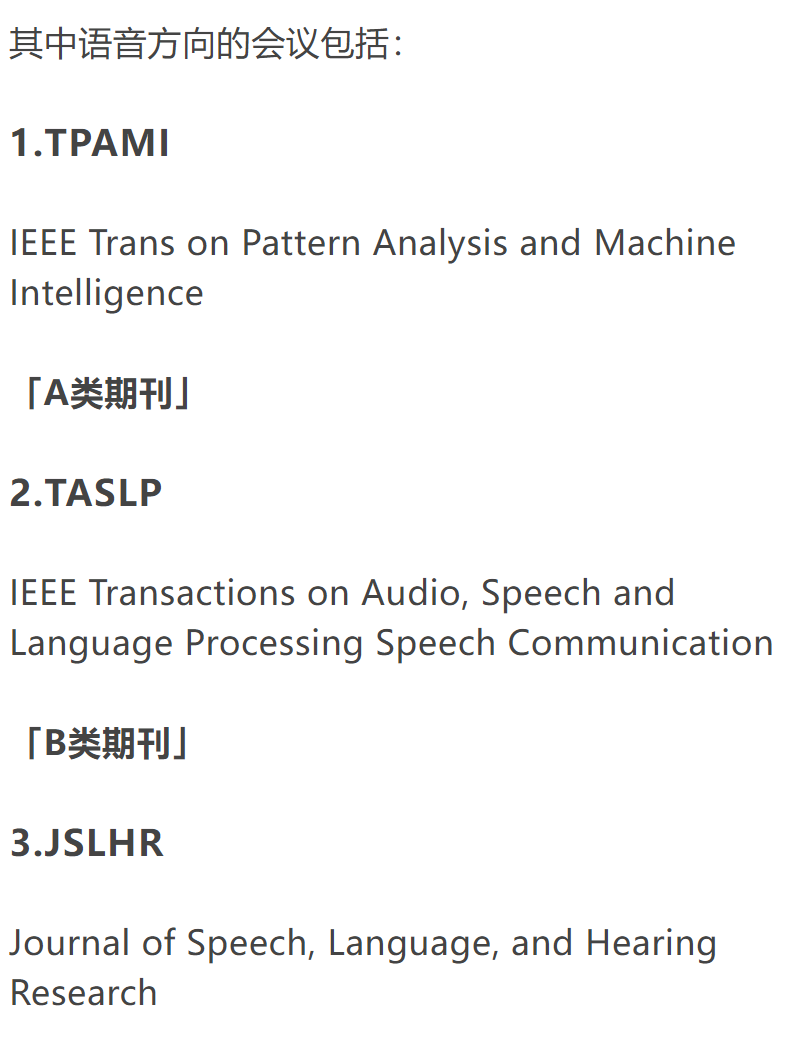 其中语音方向的会议包括：
1.TPAMI
IEEE Trans on Pattern Analysis and Machine
Intelligence
「A类期刊」
2.TASLP
IEEE Transactions on Audio, Speech and
Language Processing Speech Communication
「B类期刊」
3.JSLHR
Journal of Speech, Language, and Hearing
Research